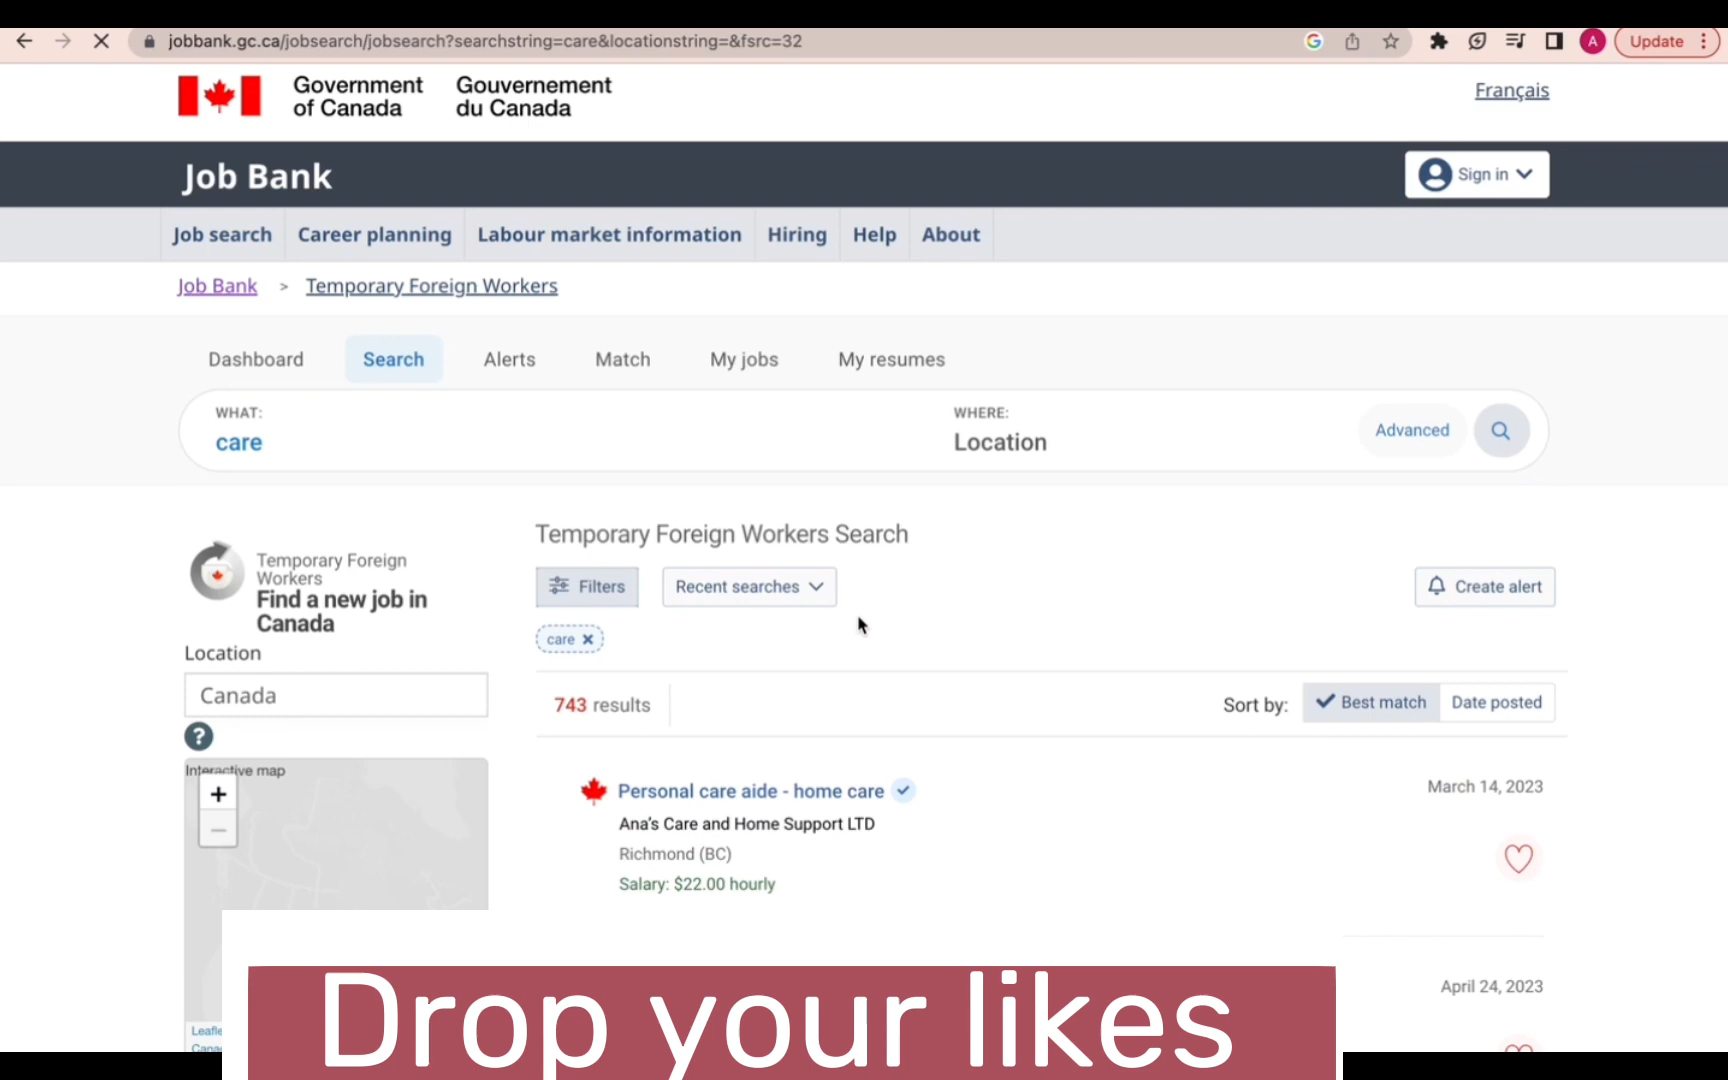 jobbank.gc.ca/jobsearch/jobsearch?searchstring=care&locationstring=&fsrc=32
A
Update
Government of Canada
Gouvernement du Canada
Français
Job Bank
Sign in
Job search Career planning Labour market information Hiring Help About
Job Bank > Temporary Foreign Workers
Dashboard Search Alerts Match My jobs My resumes
WHAT:
care
WHERE:
Location
Advanced
Temporary Foreign Workers
Find a new job in Canada
Location
Canada
?
Interactive map
+
−
Temporary Foreign Workers Search
Filters
Recent searches
Create alert
care ×
743 results
Sort by: Best match Date posted
Personal care aide - home care
March 14, 2023
Ana's Care and Home Support LTD
Richmond (BC)
Salary: $22.00 hourly
April 24, 2023
Leafle
Drop your likes